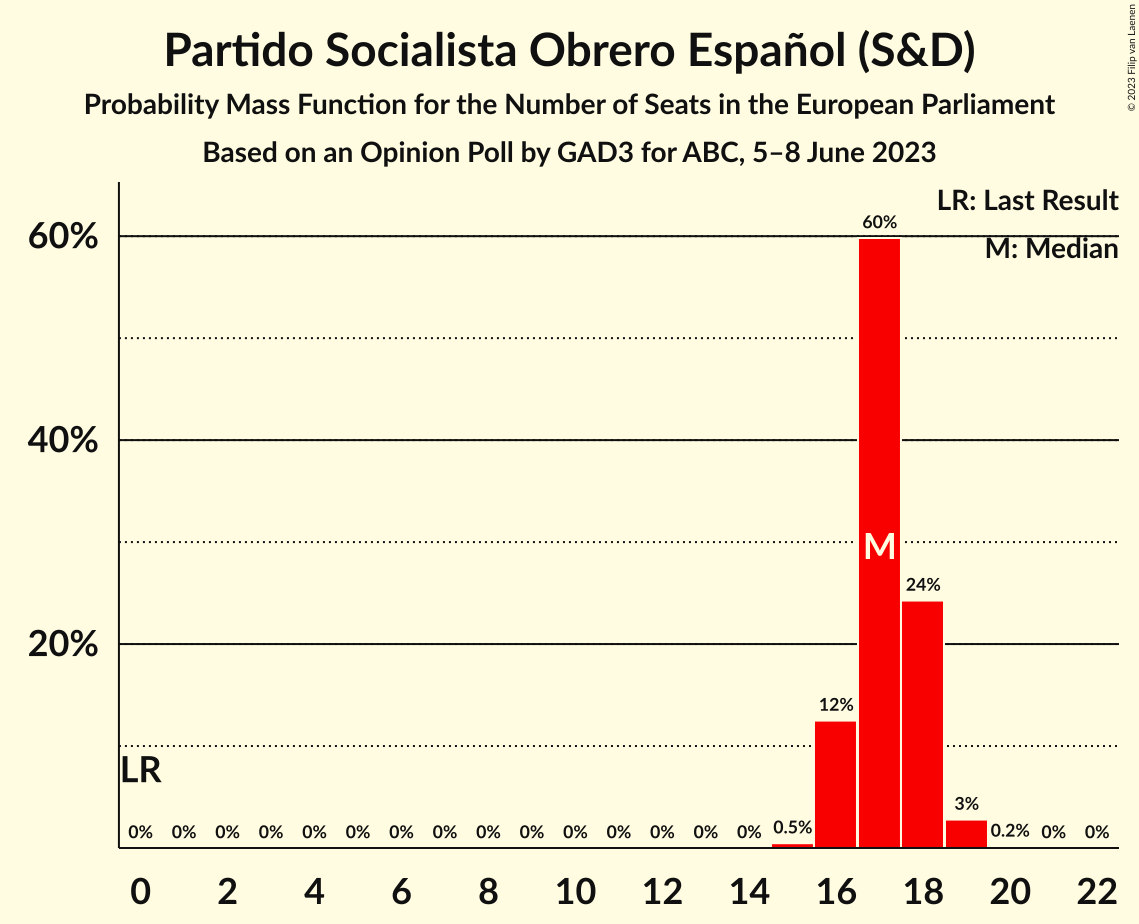 Partido Socialista Obrero Español (S&D)
Probability Mass Function for the Number of Seats in the European Parliament
Based on an Opinion Poll by GAD3 for ABC, 5–8 June 2023
© 2023 Filip van Laenen
LR: Last Result
M: Median
60%
40%
20%
60%
M
24%
12%
LR
0% 0% 0% 0% 0% 0% 0% 0% 0% 0% 0% 0% 0% 0% 0% 0.5% 3% 0.2% 0% 0%
0 2 4 6 8 10 12 14 16 18 20 22